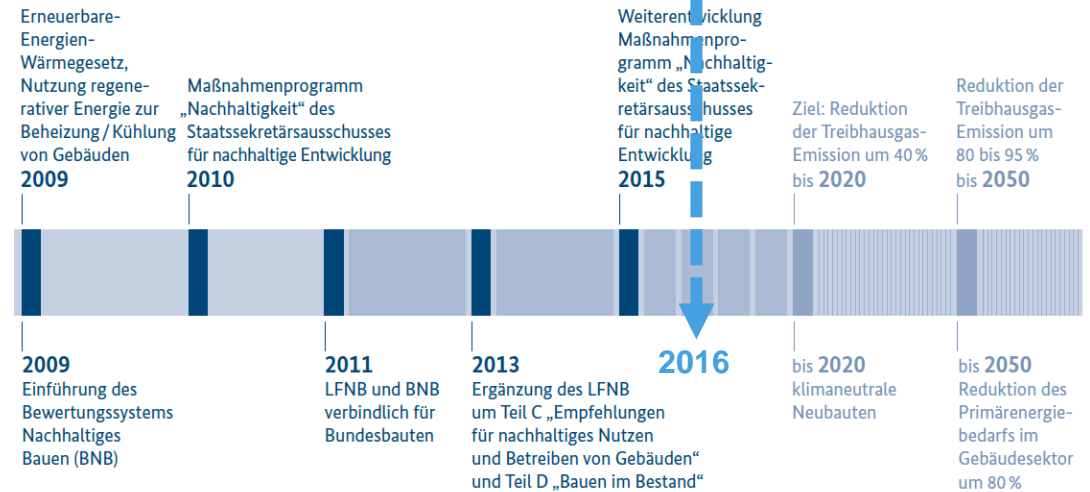 Erneuerbare-
Energien-
Wärmegesetz,
Nutzung regene-
rativer Energie zur
Beheizung / Kühlung
von Gebäuden
2009
Maßnahmenprogramm
„Nachhaltigkeit“ des
Staatssekretärsausschusses
für nachhaltige Entwicklung
2010
Weiterentwicklung
Maßnahmenpro-
gramm „Nachhaltig-
keit“ des Staatssek-
retärsausschusses
für nachhaltige
Entwicklung
2015
Ziel: Reduktion
der Treibhausgas-
Emission um 40 %
bis 2020
Reduktion der
Treibhausgas-
Emission um
80 bis 95 %
bis 2050
2009
Einführung des
Bewertungssystems
Nachhaltiges
Bauen (BNB)
2011
LFNB und BNB
verbindlich für
Bundesbauten
2013
Ergänzung des LFNB
um Teil C „Empfehlungen
für nachhaltiges Nutzen
und Betreiben von Gebäuden“
und Teil D „Bauen im Bestand“
2016
bis 2020
klimaneutrale
Neubauten
bis 2050
Reduktion des
Primärenergie-
bedarfs im
Gebäudesektor
um 80 %